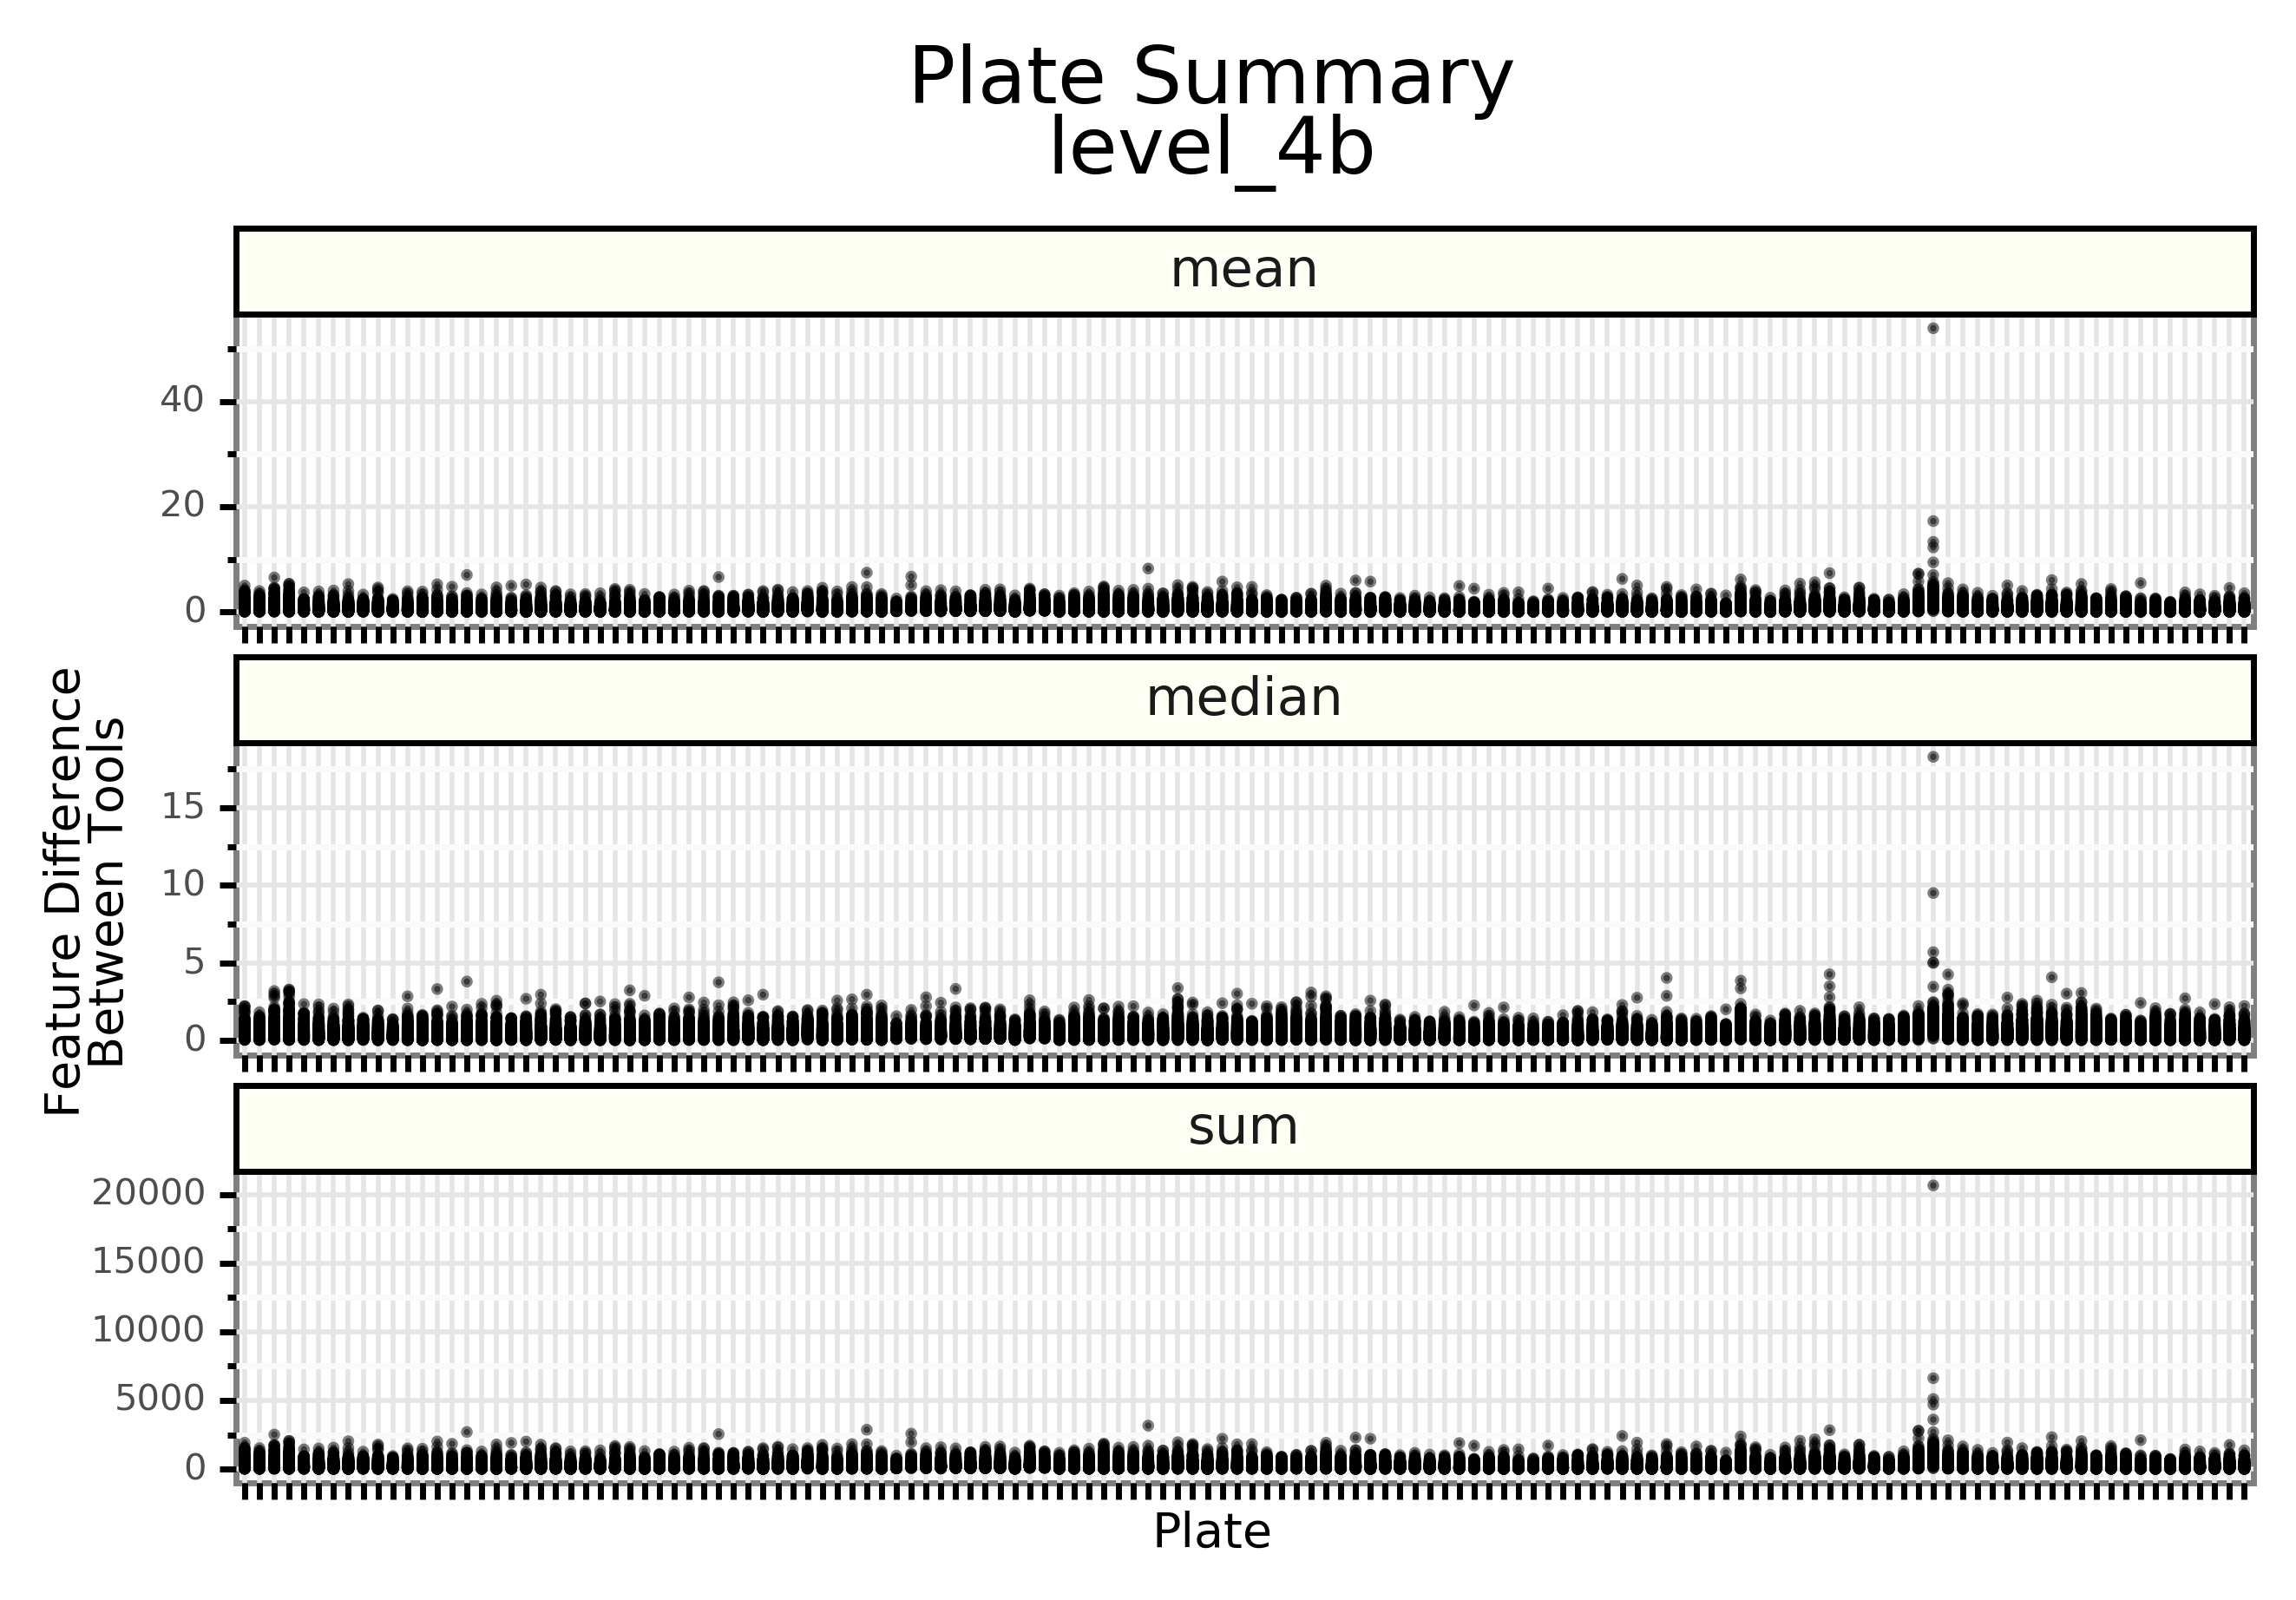 Plate Summary
level_4b
mean
40
20
0
median
15
10
5
0
sum
20000
15000
10000
5000
0
Feature Difference
Between Tools
Plate